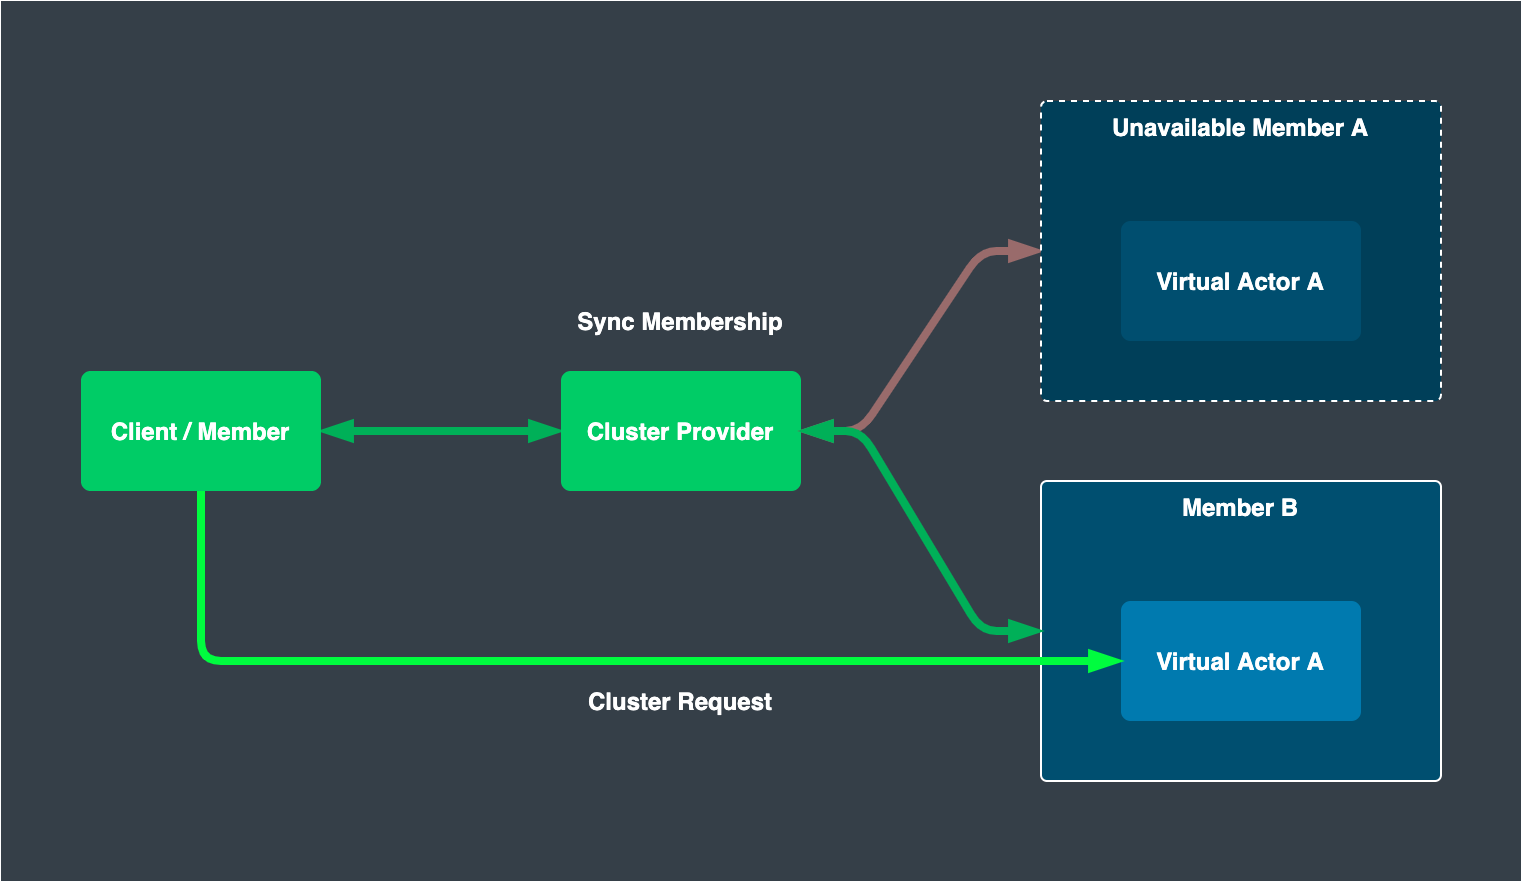 Unavailable Member A
Virtual Actor A
Sync Membership
Client / Member
Cluster Provider
Member B
Virtual Actor A
Cluster Request